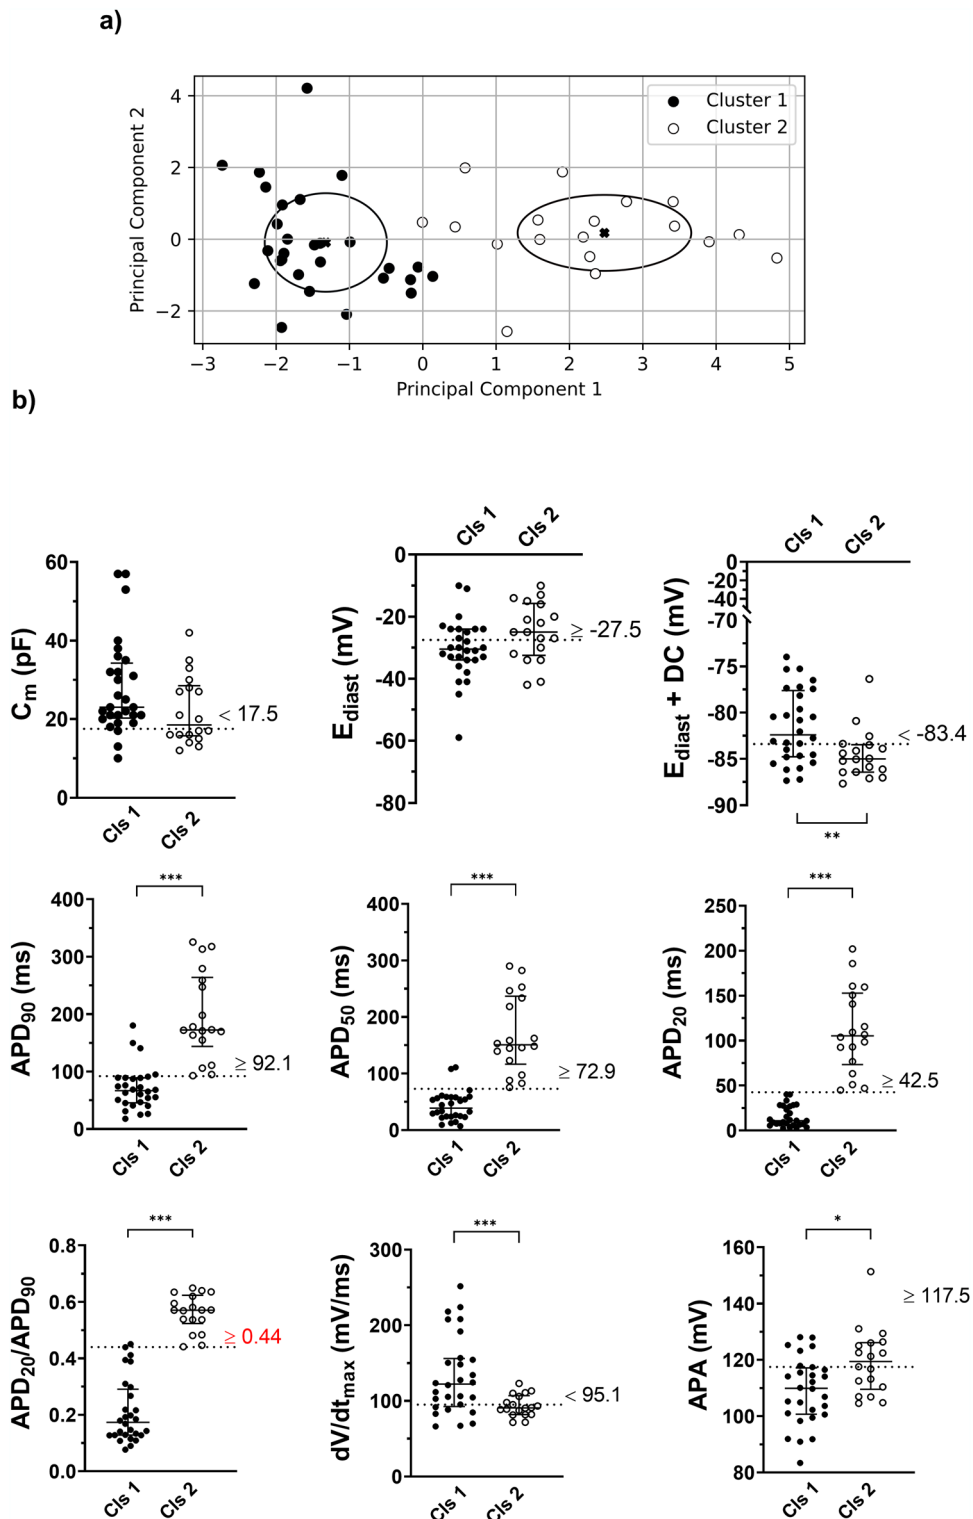 a)
Principal Component 2
4
2
0
−2
Cluster 1
Cluster 2
−3 −2 −1 0 1 2 3 4 5
Principal Component 1
b)
Cm (pF)
60
40
20
0
< 17.5
Cls 1 Cls 2
Cls 1 Cls 2
Ediast (mV)
0
-20
-40
-60
-80
≥ -27.5
Cls 1 Cls 2
Ediast + DC (mV)
0
-20
-40
-70
-75
-80
-85
-90
< -83.4
**
***
APD90 (ms)
400
300
200
100
0
≥ 92.1
Cls 1 Cls 2
***
APD50 (ms)
400
300
200
100
0
≥ 72.9
Cls 1 Cls 2
***
APD20 (ms)
250
200
150
100
50
0
≥ 42.5
Cls 1 Cls 2
***
APD20/APD90
0.8
0.6
0.4
0.2
0.0
≥ 0.44
Cls 1 Cls 2
***
dV/dtmax (mV/ms)
300
200
100
0
< 95.1
Cls 1 Cls 2
*
APA (mV)
160
140
120
100
80
≥ 117.5
Cls 1 Cls 2